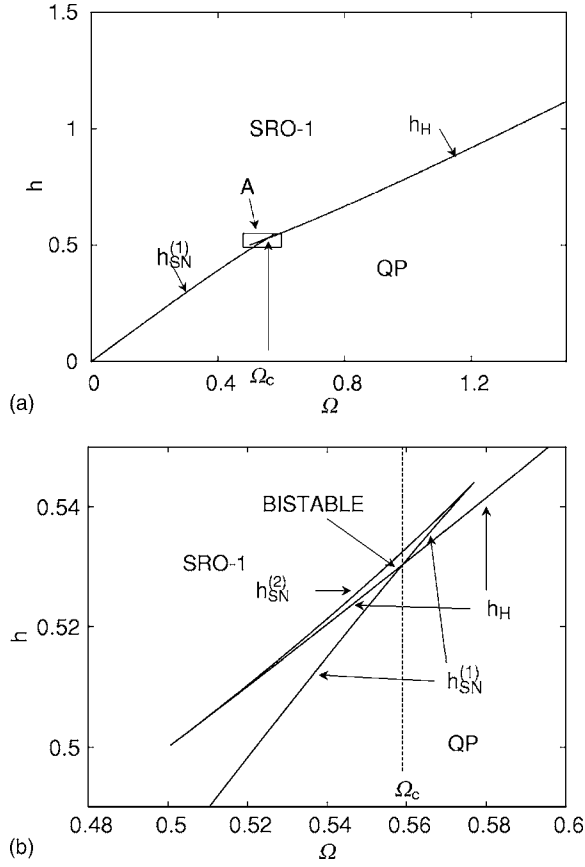 1.5
1
h
SRO-1
h_H
A
0.5
h_SN^(1)
QP
0
(a)
0
0.4
Ω_c
0.8
1.2
Ω
0.54
BISTABLE
SRO-1
h_SN^(2)
h_H
h
0.52
h_SN^(1)
0.5
QP
Ω_c
(b)
0.48
0.5
0.52
0.54
0.56
0.58
0.6
Ω